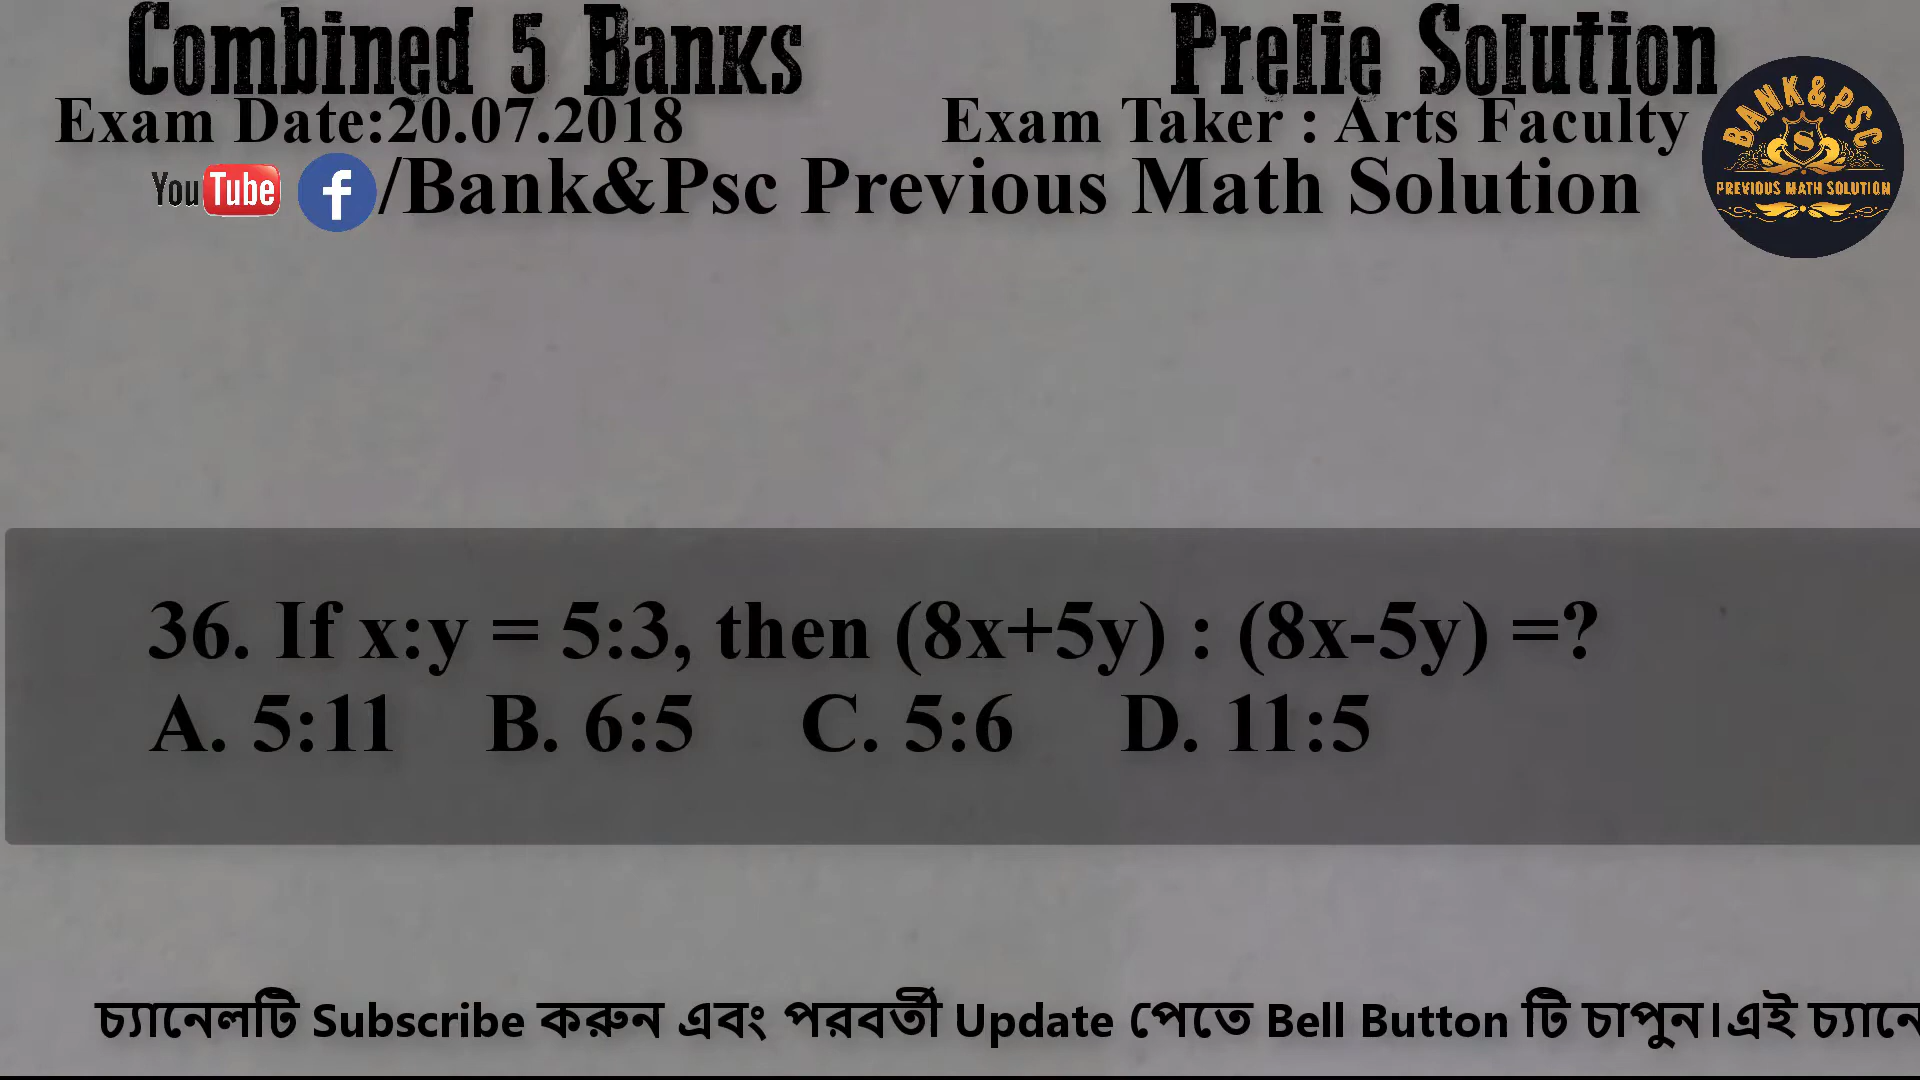 Combined 5 Banks Prelie Solution
Exam Date:20.07.2018 Exam Taker : Arts Faculty
YouTube f/Bank&Psc Previous Math Solution
BANK&PSC
S
PREVIOUS MATH SOLUTION
36. If x:y = 5:3, then (8x+5y) : (8x-5y) =?
A. 5:11 B. 6:5 C. 5:6 D. 11:5
চ্যানেলটি Subscribe করুন এবং পরবর্তী Update পেতে Bell Button টি চাপুন।এই চ্যানে